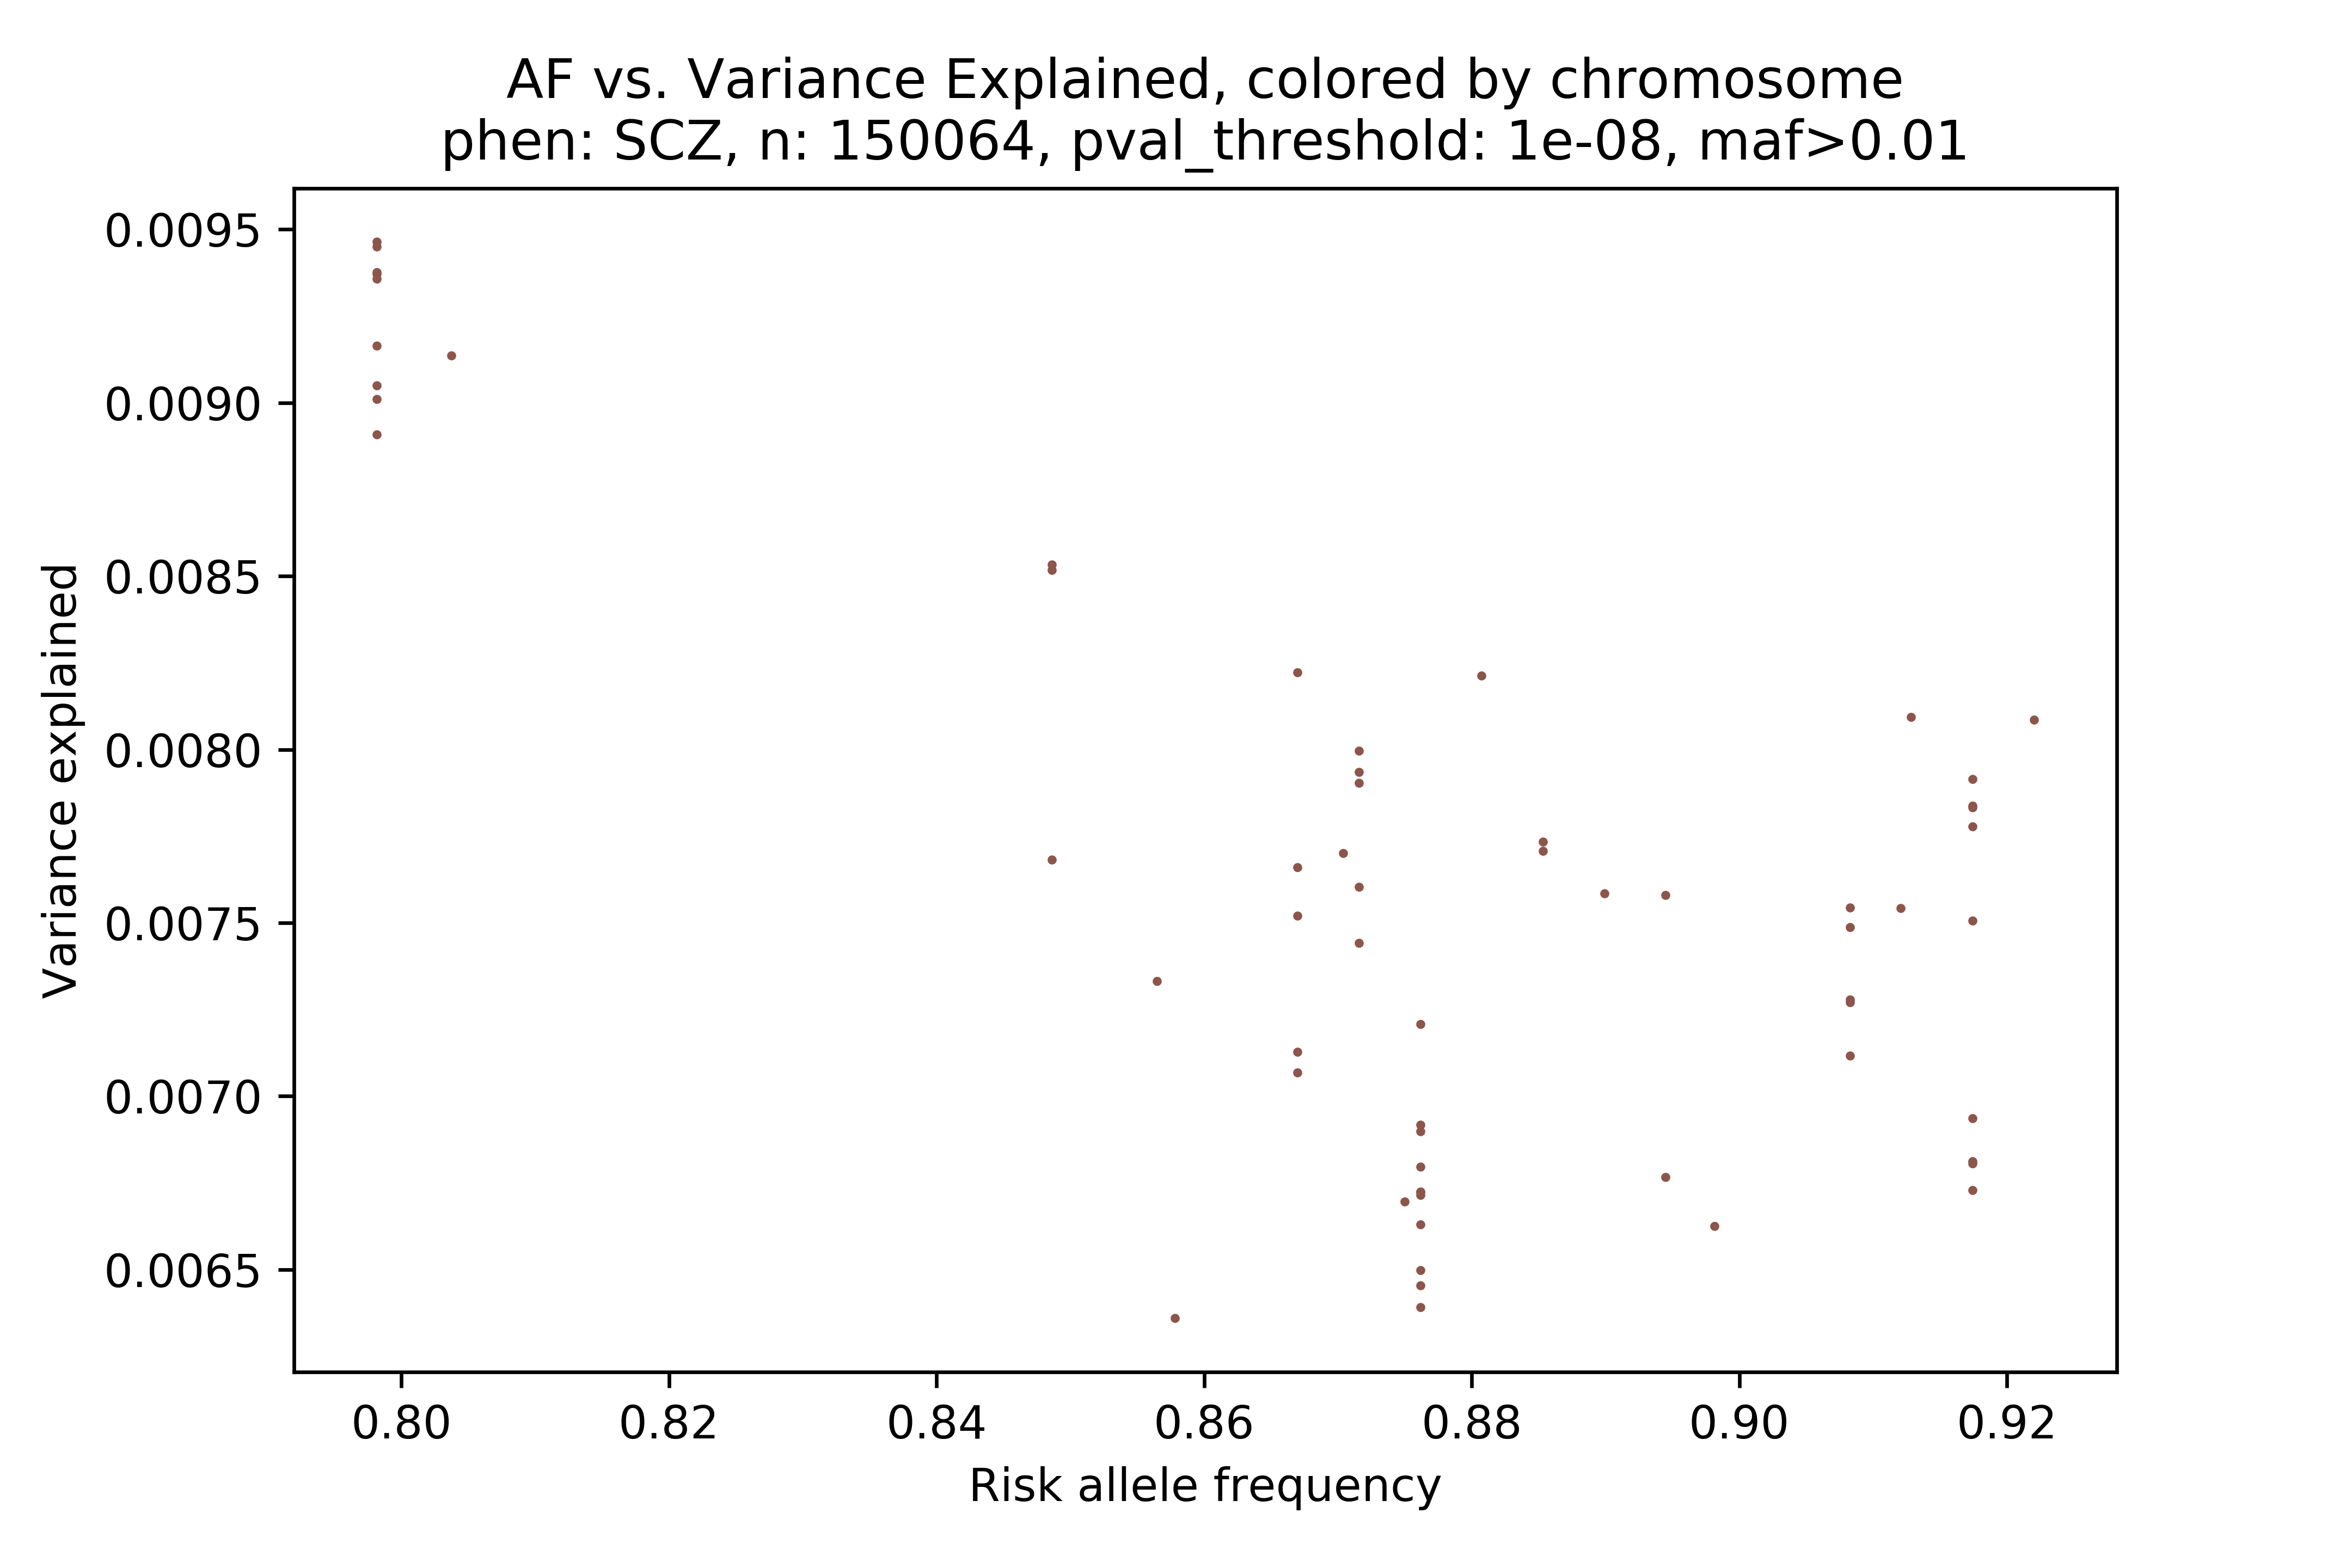 AF vs. Variance Explained, colored by chromosome
phen: SCZ, n: 150064, pval_threshold: 1e-08, maf>0.01
0.0095
0.0090
0.0085
0.0080
0.0075
0.0070
0.0065
Variance explained
0.80 0.82 0.84 0.86 0.88 0.90 0.92
Risk allele frequency